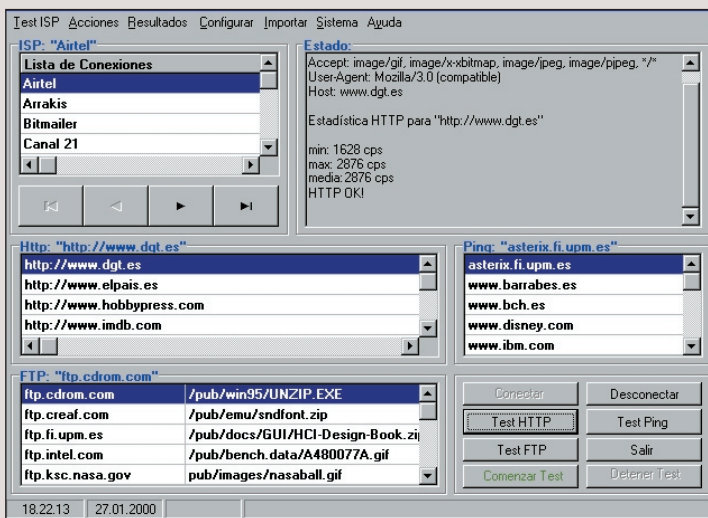 Test ISP Acciones Resultados Configurar Importar Sistema Ayuda
ISP: "Airtel"
Lista de Conexiones
Airtel
Arrakis
Bitmailer
Canal 21
Estado:
Accept: image/gif, image/x-xbitmap, image/jpeg, image/pjpeg, */*
User-Agent: Mozilla/3.0 (compatible)
Host: www.dgt.es
Estadística HTTP para "http://www.dgt.es"
min: 1628 cps
max: 2876 cps
media: 2876 cps
HTTP OK!
Http: "http://www.dgt.es"
http://www.dgt.es
http://www.elpais.es
http://www.hobbypress.com
http://www.imdb.com
Ping: "asterix.fi.upm.es"
asterix.fi.upm.es
www.barrabes.es
www.bch.es
www.disney.com
www.ibm.com
FTP: "ftp.cdrom.com"
ftp.cdrom.com /pub/win95/UNZIP.EXE
ftp.creaf.com /pub/emu/sndfont.zip
ftp.fi.upm.es /pub/docs/GUI/HCI-Design-Book.zi
ftp.intel.com /pub/bench.data/A480077A.gif
ftp.ksc.nasa.gov pub/images/nasaball.gif
Conectar Desconectar
Test HTTP Test Ping
Test FTP Salir
Comenzar Test Detener Test
18.22.13 27.01.2000